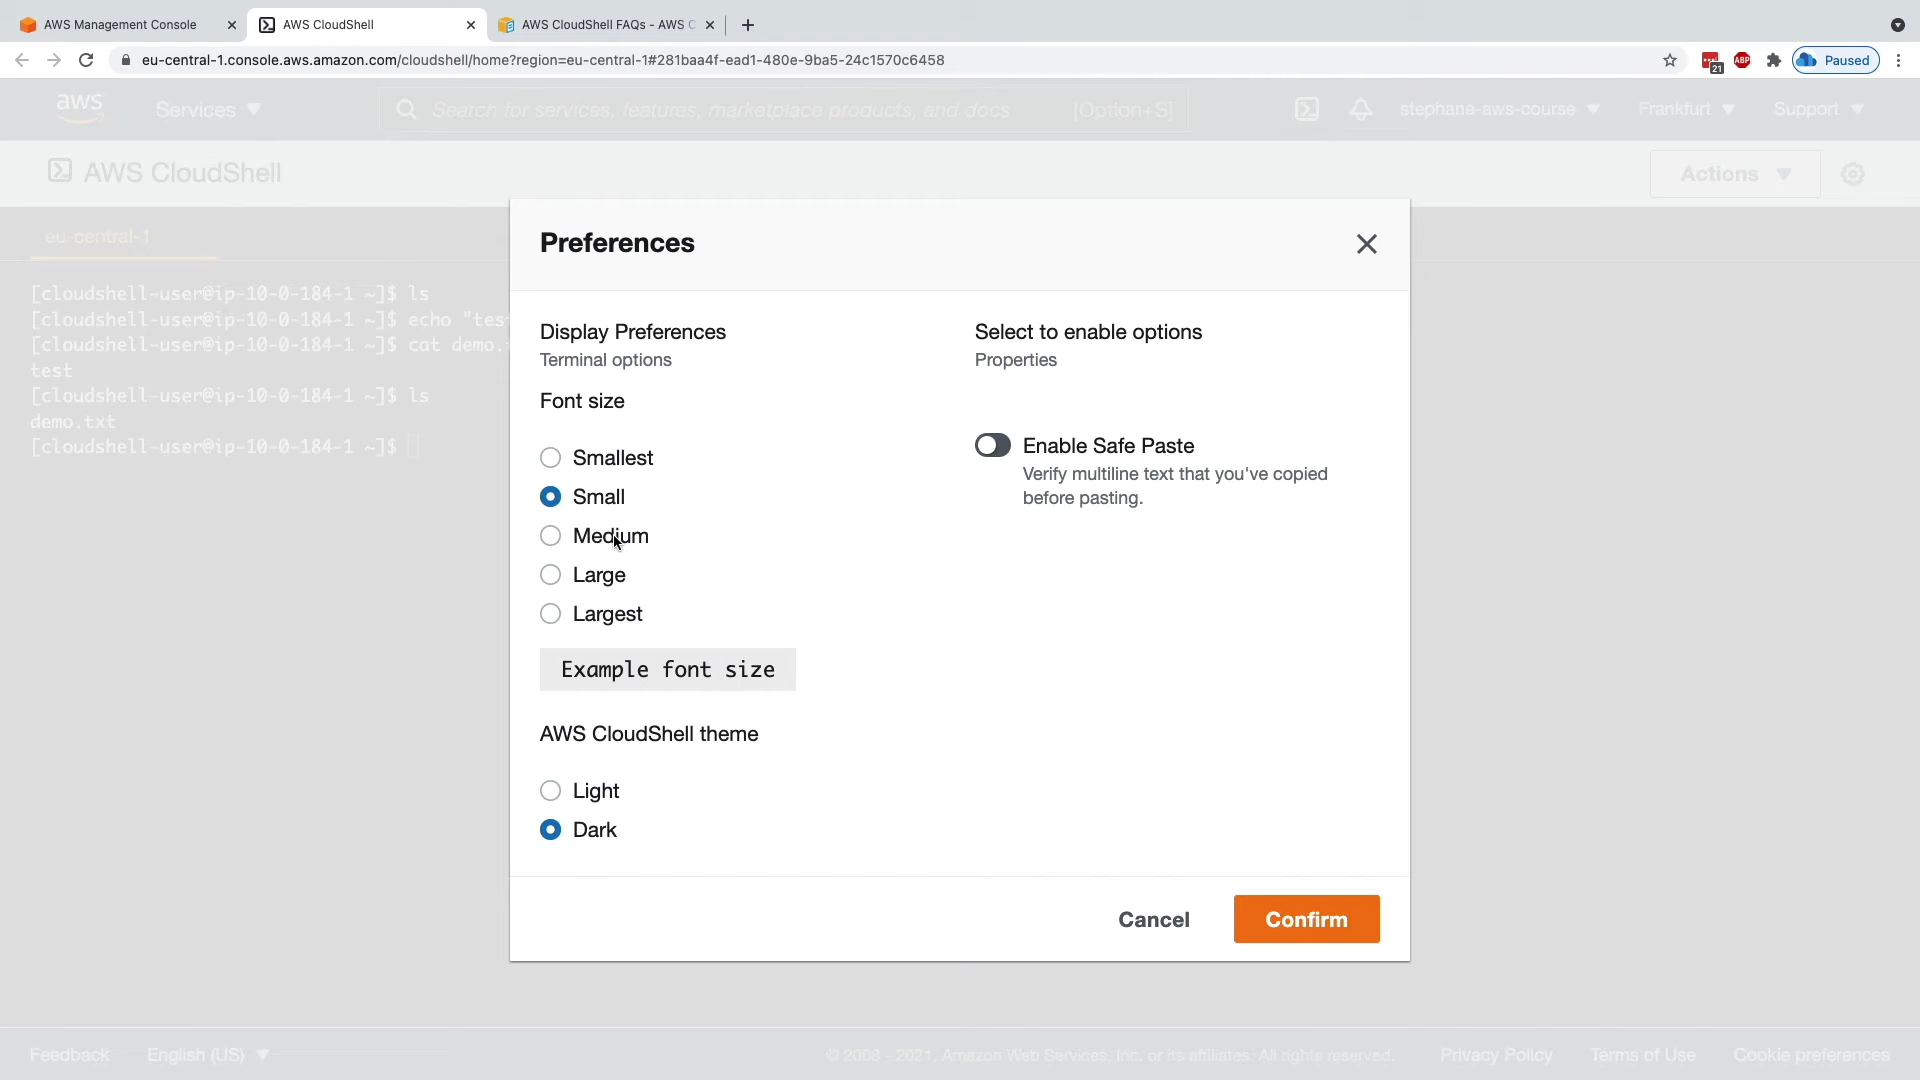 AWS Management Console
AWS CloudShell
AWS CloudShell FAQs - AWS C
eu-central-1.console.aws.amazon.com/cloudshell/home?region=eu-central-1#281baa4f-ead1-480e-9ba5-24c1570c6458
21
ABP
Paused
aws
Services
Search for services, features, marketplace products, and docs
[Option+S]
stephane-aws-course
Frankfurt
Support
AWS CloudShell
Actions
eu-central-1
[cloudshell-user@ip-10-0-184-1 ~]$ ls
[cloudshell-user@ip-10-0-184-1 ~]$ echo "test
[cloudshell-user@ip-10-0-184-1 ~]$ cat demo.
test
[cloudshell-user@ip-10-0-184-1 ~]$ ls
demo.txt
[cloudshell-user@ip-10-0-184-1 ~]$
Preferences
Display Preferences
Terminal options
Font size
Smallest
Small
Medium
Large
Largest
Example font size
AWS CloudShell theme
Light
Dark
Select to enable options
Properties
Enable Safe Paste
Verify multiline text that you've copied
before pasting.
Cancel
Confirm
Feedback
English (US)
© 2008 - 2021, Amazon Web Services, Inc. or its affiliates. All rights reserved.
Privacy Policy
Terms of Use
Cookie preferences